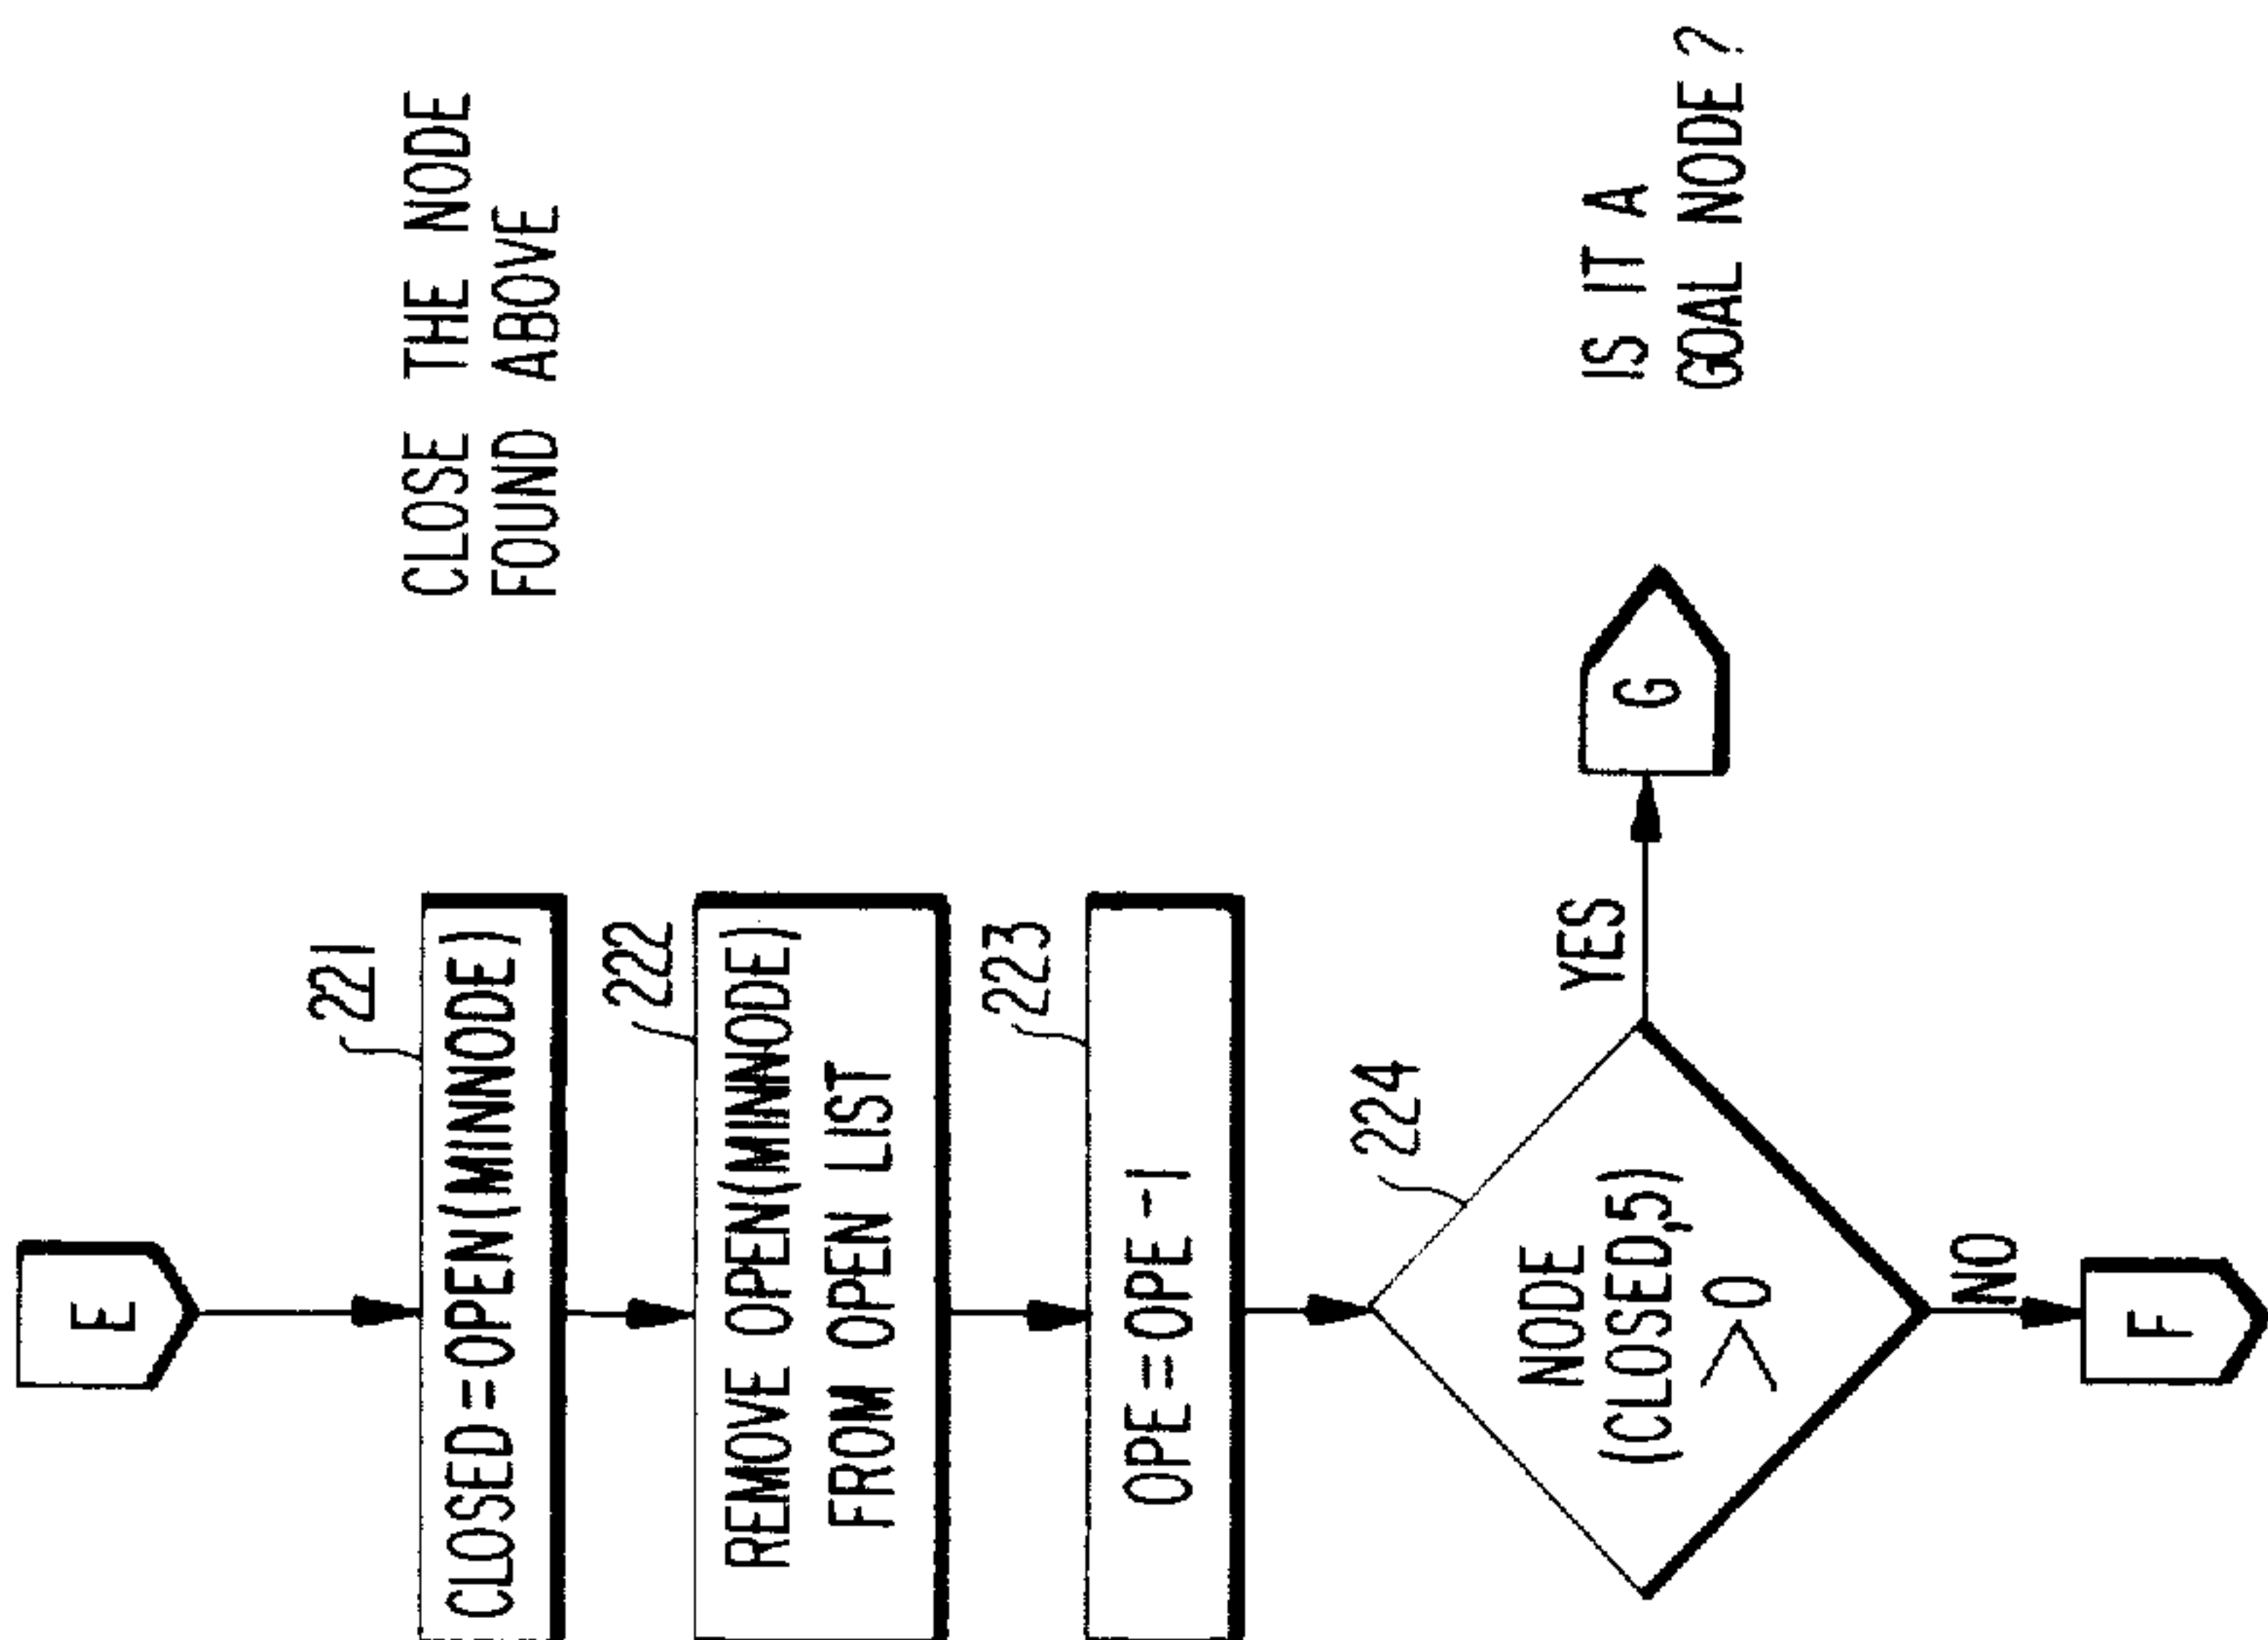 E
221
CLOSED=OPEN(MINNODE)
CLOSE THE NODE
FOUND ABOVE
222
REMOVE OPEN(MINNODE)
FROM OPEN LIST
223
OPE=OPE-1
224
NODE
(CLOSED,5)
>0
YES
G
IS IT A
GOAL NODE?
NO
F